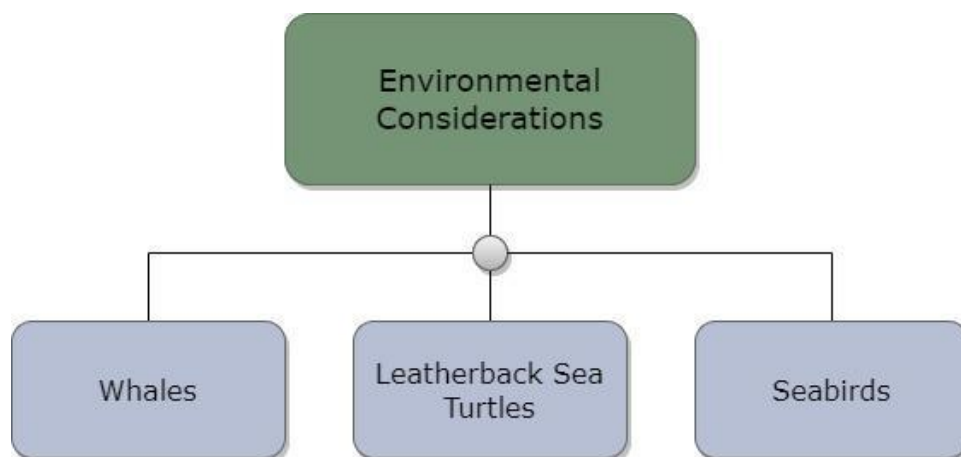 Environmental
Considerations
Whales
Leatherback Sea
Turtles
Seabirds